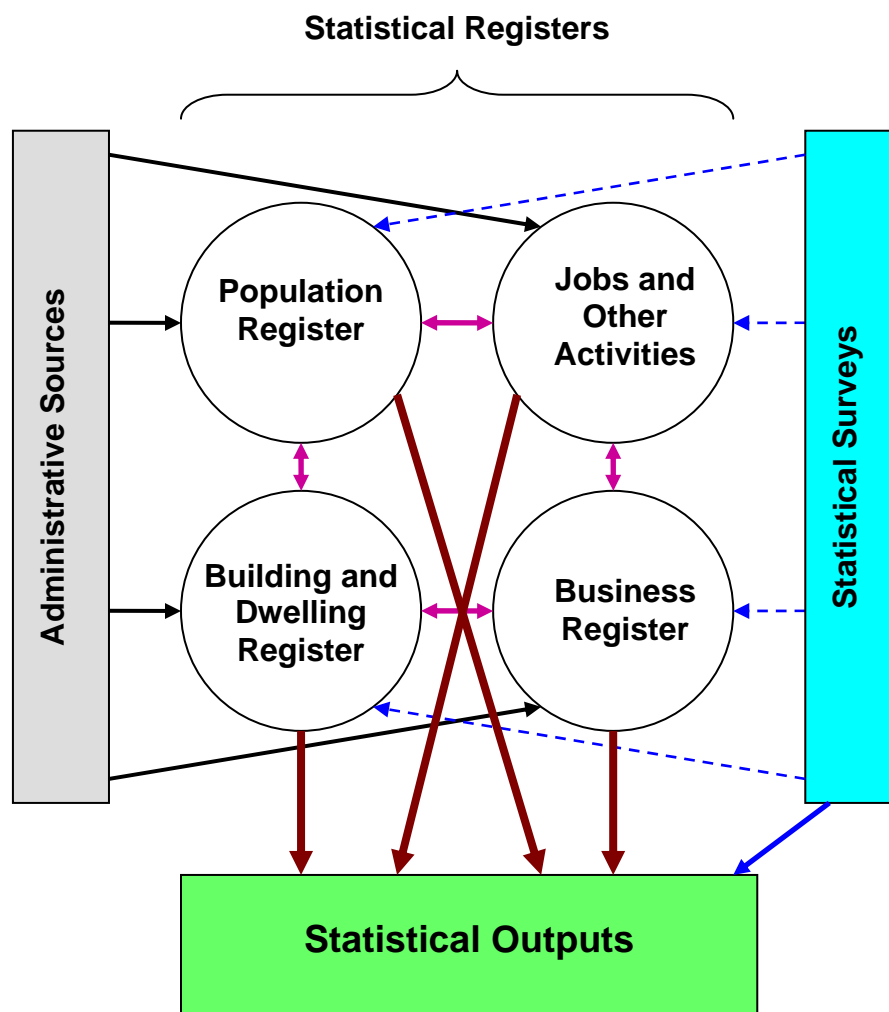 Statistical Registers
Administrative Sources
Population
Register
Jobs and
Other
Activities
Building and
Dwelling
Register
Business
Register
Statistical Surveys
Statistical Outputs